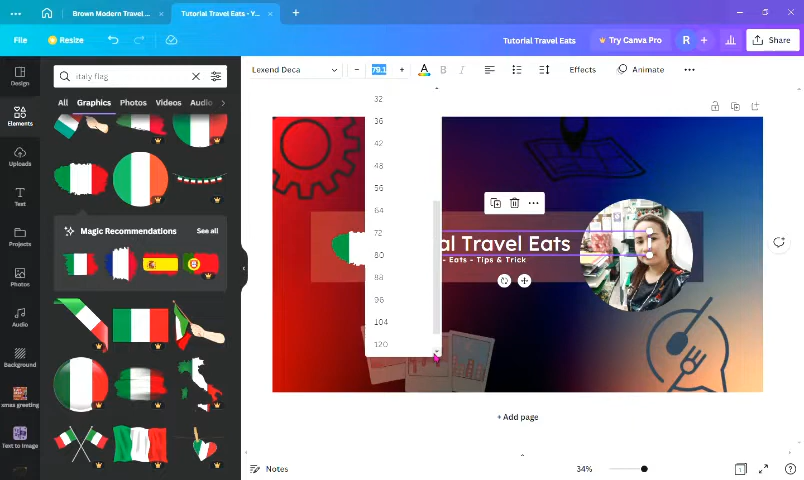 Brown Modern Travel ...
Tutorial Travel Eats - Y...
File
Resize
Tutorial Travel Eats
Try Canva Pro
R
Share
Design
Elements
Uploads
Text
Projects
Photos
Audio
Background
xmas greeting
Text to Image
italy flag
All
Graphics
Photos
Videos
Audio
Magic Recommendations
See all
Lexend Deca
79.1
A
B
I
Effects
Animate
32
36
42
48
56
64
72
80
88
96
104
120
al Travel Eats
- Eats - Tips & Trick
+ Add page
Notes
34%
1